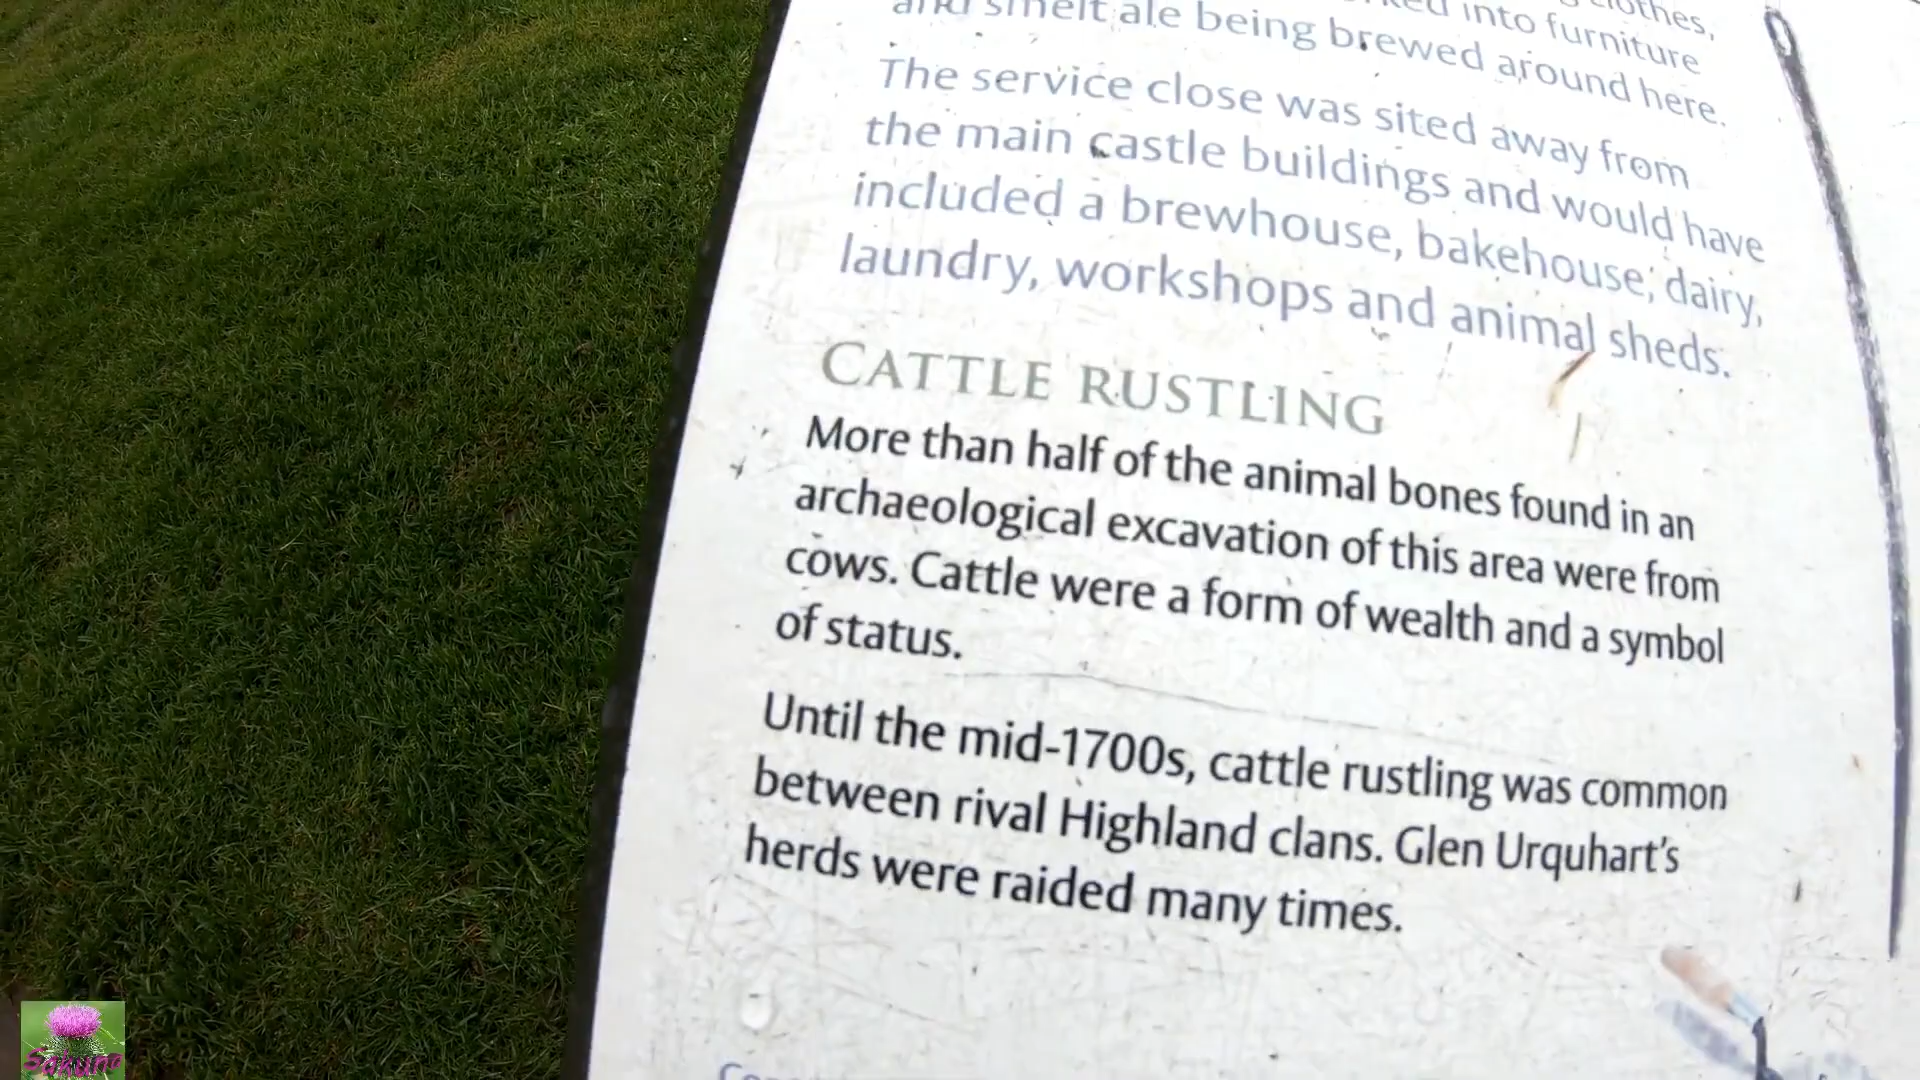 clothes,
into furniture
and smelt ale being brewed around here.
The service close was sited away from
the main castle buildings and would have
included a brewhouse, bakehouse, dairy,
laundry, workshops and animal sheds.
CATTLE RUSTLING
More than half of the animal bones found in an
archaeological excavation of this area were from
cows. Cattle were a form of wealth and a symbol
of status.
Until the mid-1700s, cattle rustling was common
between rival Highland clans. Glen Urquhart's
herds were raided many times.
Sakuna